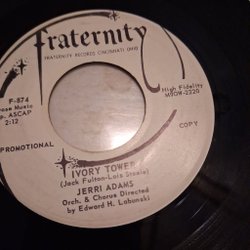 Fraternity
FRATERNITY RECORDS CINCINNATI OHIO
F-874
ASCAP
2:12
High Fidelity
PROMOTIONAL
COPY
IVORY TOWER
(Jack Fulton-Lois Steele)
JERRI ADAMS
Orch. & Chorus Directed
by Edward H. Labunski